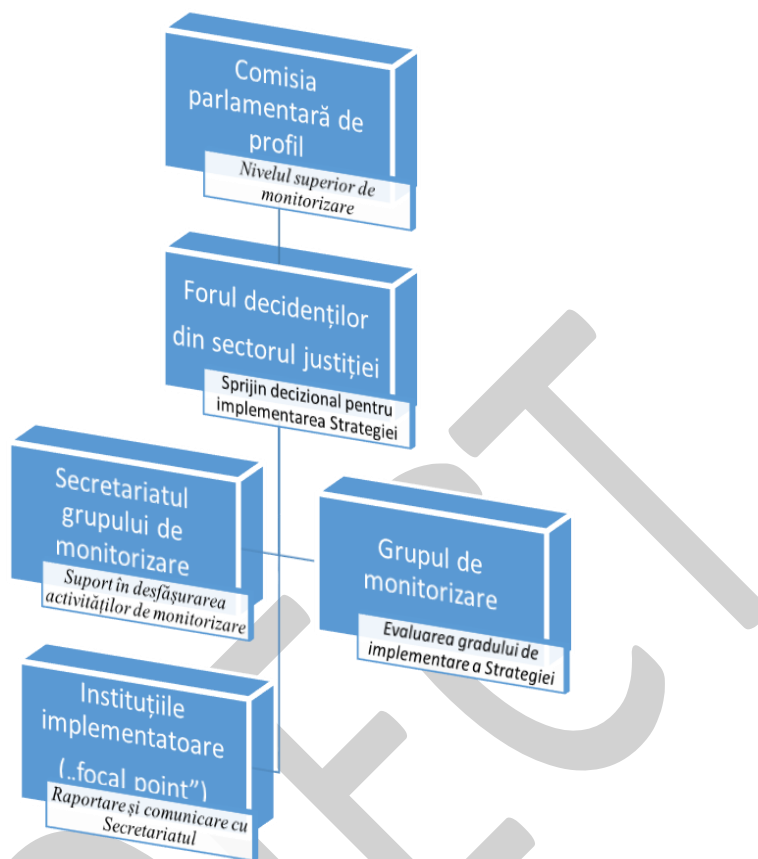 Comisia
parlamentară de
profil
Nivelul superior de
monitorizare
Forul decidenților
din sectorul justiției
Sprijin decizional pentru
implementarea Strategiei
Secretariatul
grupului de
monitorizare
Suport în desfășurarea
activităților de monitorizare
Grupul de
monitorizare
Evaluarea gradului de
implementare a Strategiei
Instituțiile
implementatoare
(„focal point”)
Raportare și comunicare cu
Secretariatul